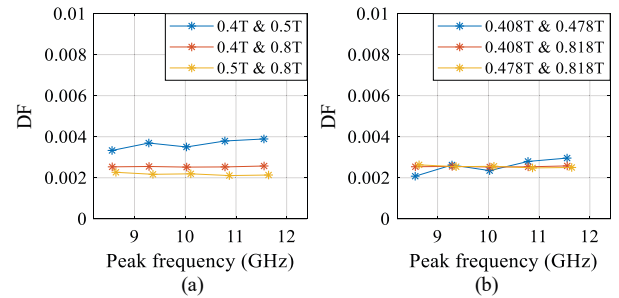 0.01
0.008
0.006
0.004
0.002
0
DF
0.4T & 0.5T
0.4T & 0.8T
0.5T & 0.8T
9 10 11 12
Peak frequency (GHz)
(a)
0.01
0.008
0.006
0.004
0.002
0
DF
0.408T & 0.478T
0.408T & 0.818T
0.478T & 0.818T
9 10 11 12
Peak frequency (GHz)
(b)